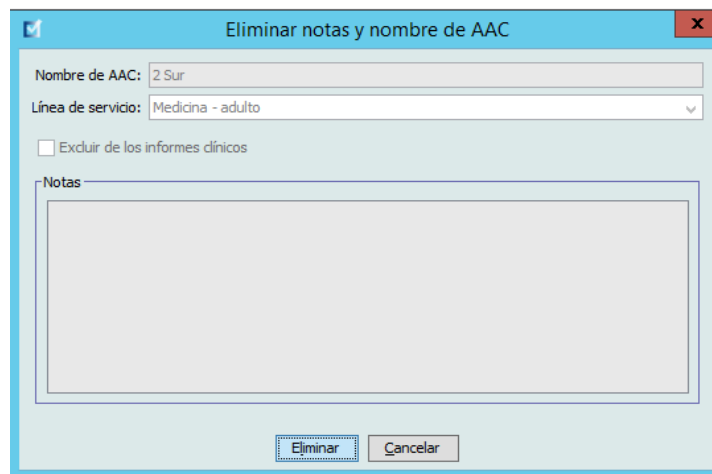 Eliminar notas y nombre de AAC
x
Nombre de AAC: 2 Sur
Línea de servicio: Medicina - adulto
Excluir de los informes clínicos
Notas
Eliminar Cancelar